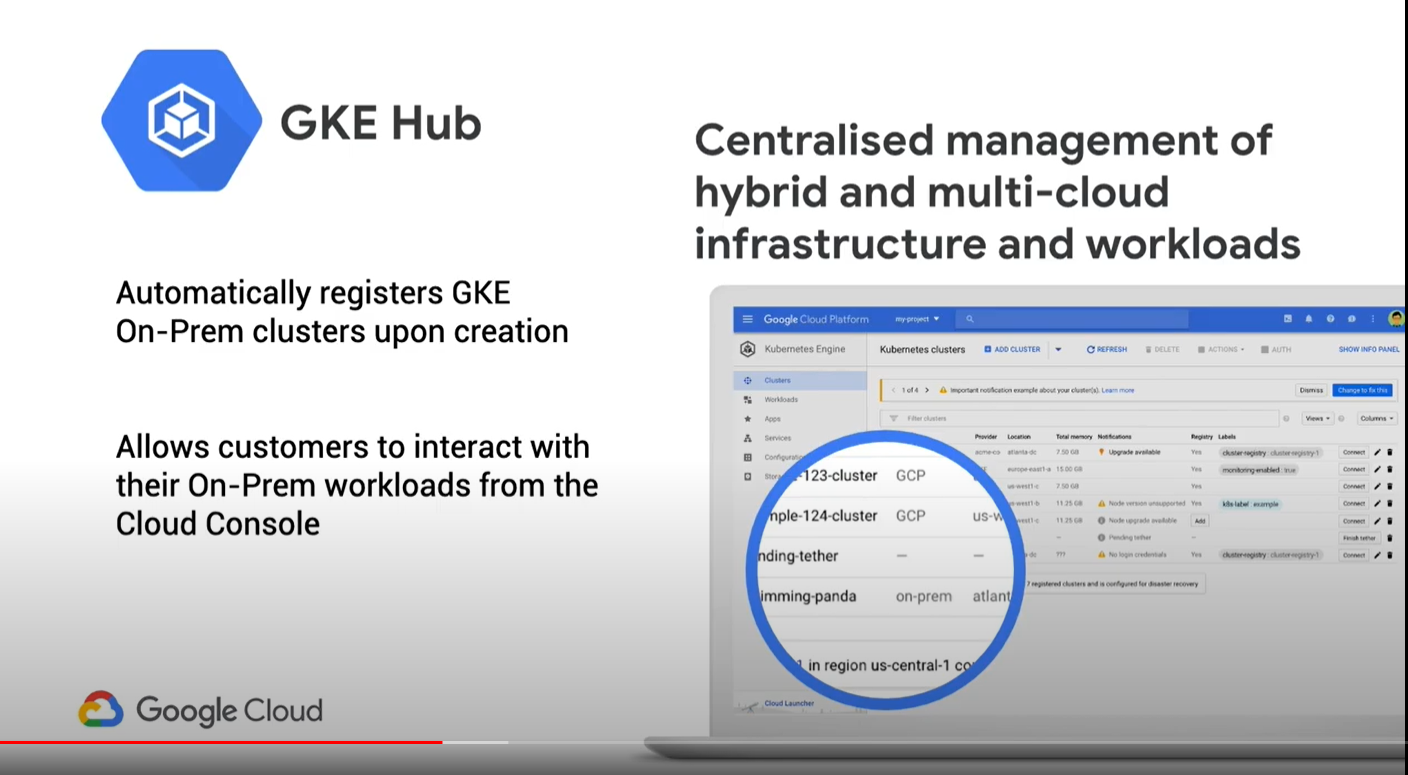 GKE Hub
Centralised management of
hybrid and multi-cloud
infrastructure and workloads
Automatically registers GKE
On-Prem clusters upon creation
Allows customers to interact with
their On-Prem workloads from the
Cloud Console
Google Cloud
Google Cloud Platform
my-project
Kubernetes Engine
Kubernetes clusters
ADD CLUSTER
REFRESH
DELETE
ACTIONS
AUTH
SHOW INFO PANEL
Clusters
Workloads
Apps
Services
1 of 4
Important notification example about your cluster(s). Learn more
Dismiss
Change to fix this
Filter clusters
Views
Columns
Provider Location Total memory Notifications Registry Labels
atlanta-dc 7.50 GB Upgrade available Yes cluster-registry : cluster-registry-1 Connect
europe-east1-a 15.00 GB Yes monitoring-enabled : true Connect
us-west1-c 7.50 GB Yes Connect
west1-b 11.25 GB Node version unsupported Yes k8s-label : example Connect
west1-c 11.25 GB Node upgrade available Add Connect
– Pending tether – Finish tether
-dc ??? No login credentials Yes cluster-registry : cluster-registry-1 Connect
7 registered clusters and is configured for disaster recovery
-123-cluster GCP
mple-124-cluster GCP us-w
nding-tether – –
imming-panda on-prem atlant
1 in region us-central-1 co
Cloud Launcher